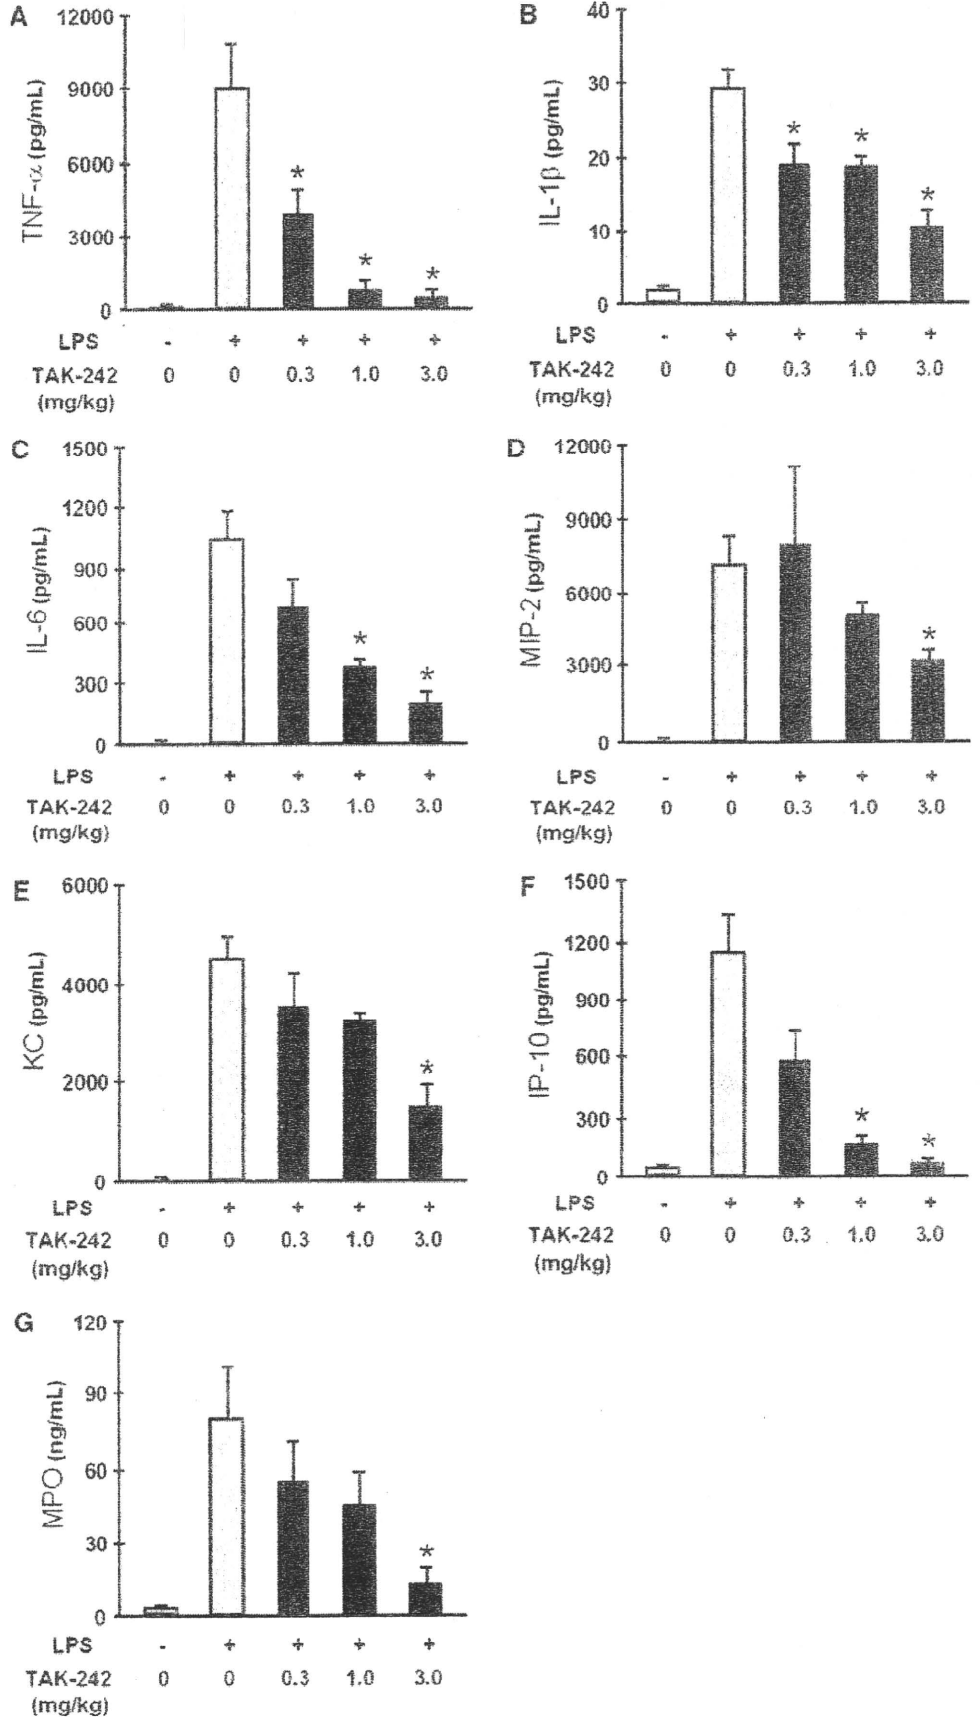 A
12000
9000
6000
3000
0
TNF-α (pg/mL)
*
*
*
LPS - + + + +
TAK-242 0 0 0.3 1.0 3.0
(mg/kg)
B
40
30
20
10
0
IL-1β (pg/mL)
*
*
*
LPS - + + + +
TAK-242 0 0 0.3 1.0 3.0
(mg/kg)
C
1500
1200
900
600
300
0
IL-6 (pg/mL)
*
*
LPS - + + + +
TAK-242 0 0 0.3 1.0 3.0
(mg/kg)
D
12000
9000
6000
3000
0
MIP-2 (pg/mL)
*
LPS - + + + +
TAK-242 0 0 0.3 1.0 3.0
(mg/kg)
E
6000
4000
2000
0
KC (pg/mL)
*
LPS - + + + +
TAK-242 0 0 0.3 1.0 3.0
(mg/kg)
F
1500
1200
900
600
300
0
IP-10 (pg/mL)
*
*
LPS - + + + +
TAK-242 0 0 0.3 1.0 3.0
(mg/kg)
G
120
90
60
30
0
MPO (ng/mL)
*
LPS - + + + +
TAK-242 0 0 0.3 1.0 3.0
(mg/kg)